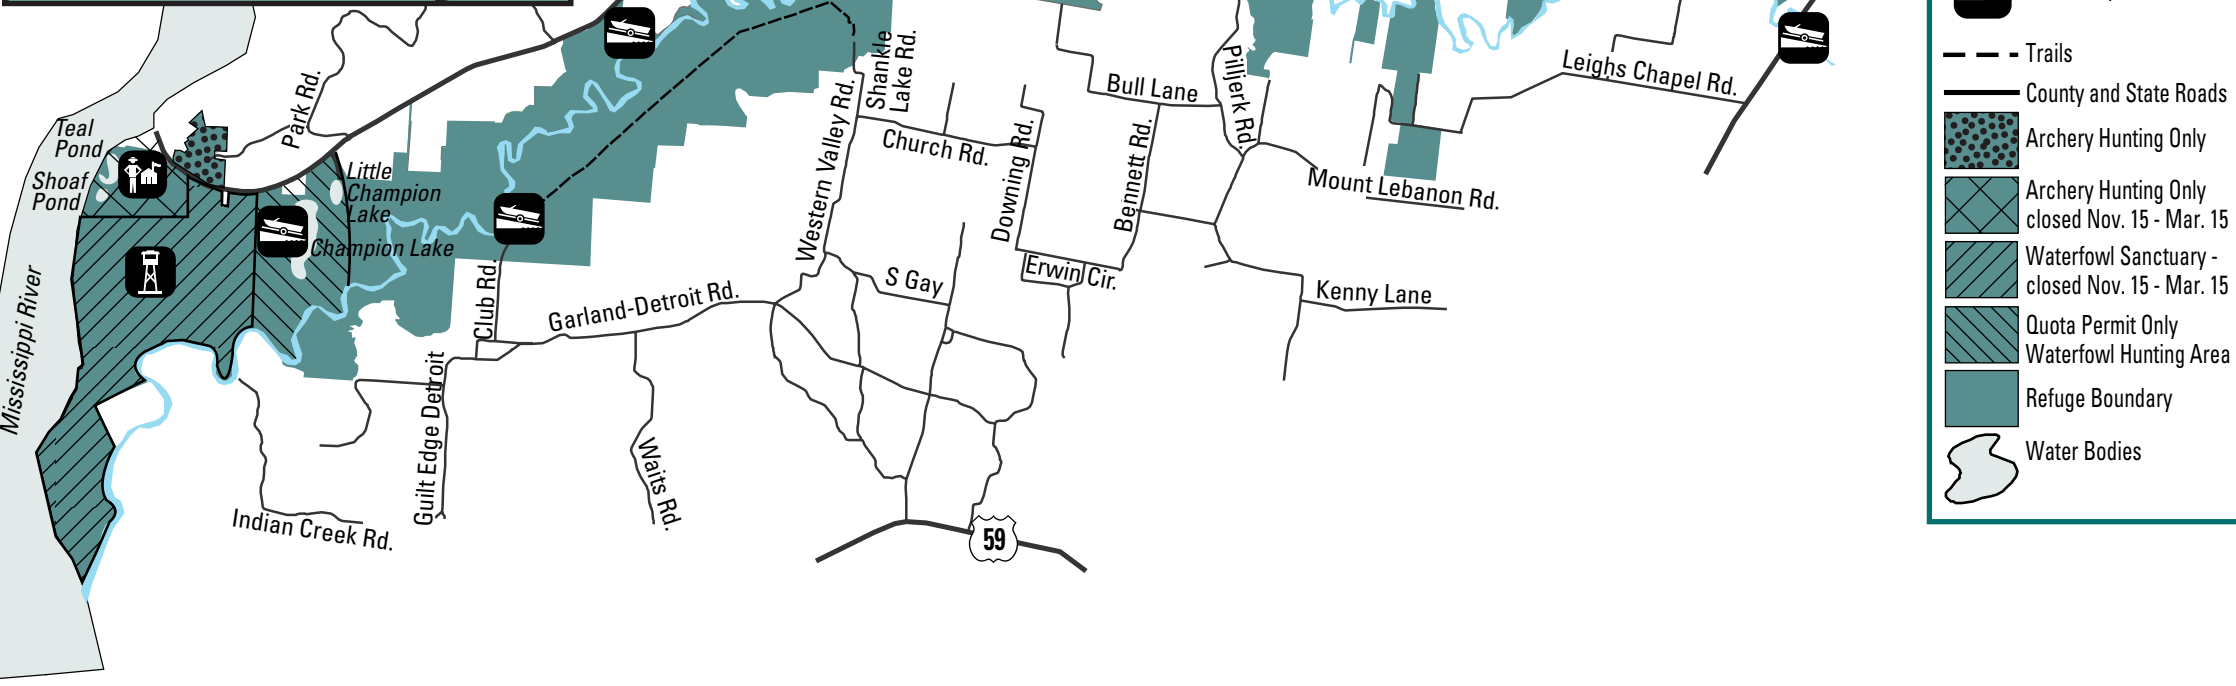 Teal
Pond
Shoaf
Pond
Park Rd.
Little
Champion
Lake
Champion Lake
Mississippi River
Club Rd.
Garland-Detroit Rd.
Guilt Edge Detroit
Indian Creek Rd.
Waits Rd.
Western Valley Rd.
Shankle
Lake Rd.
Church Rd.
S Gay
Downing Rd.
Erwin Cir.
Bull Lane
Bennett Rd.
Pilljerk Rd.
Mount Lebanon Rd.
Kenny Lane
Leighs Chapel Rd.
59
Trails
County and State Roads
Archery Hunting Only
Archery Hunting Only
closed Nov. 15 - Mar. 15
Waterfowl Sanctuary -
closed Nov. 15 - Mar. 15
Quota Permit Only
Waterfowl Hunting Area
Refuge Boundary
Water Bodies